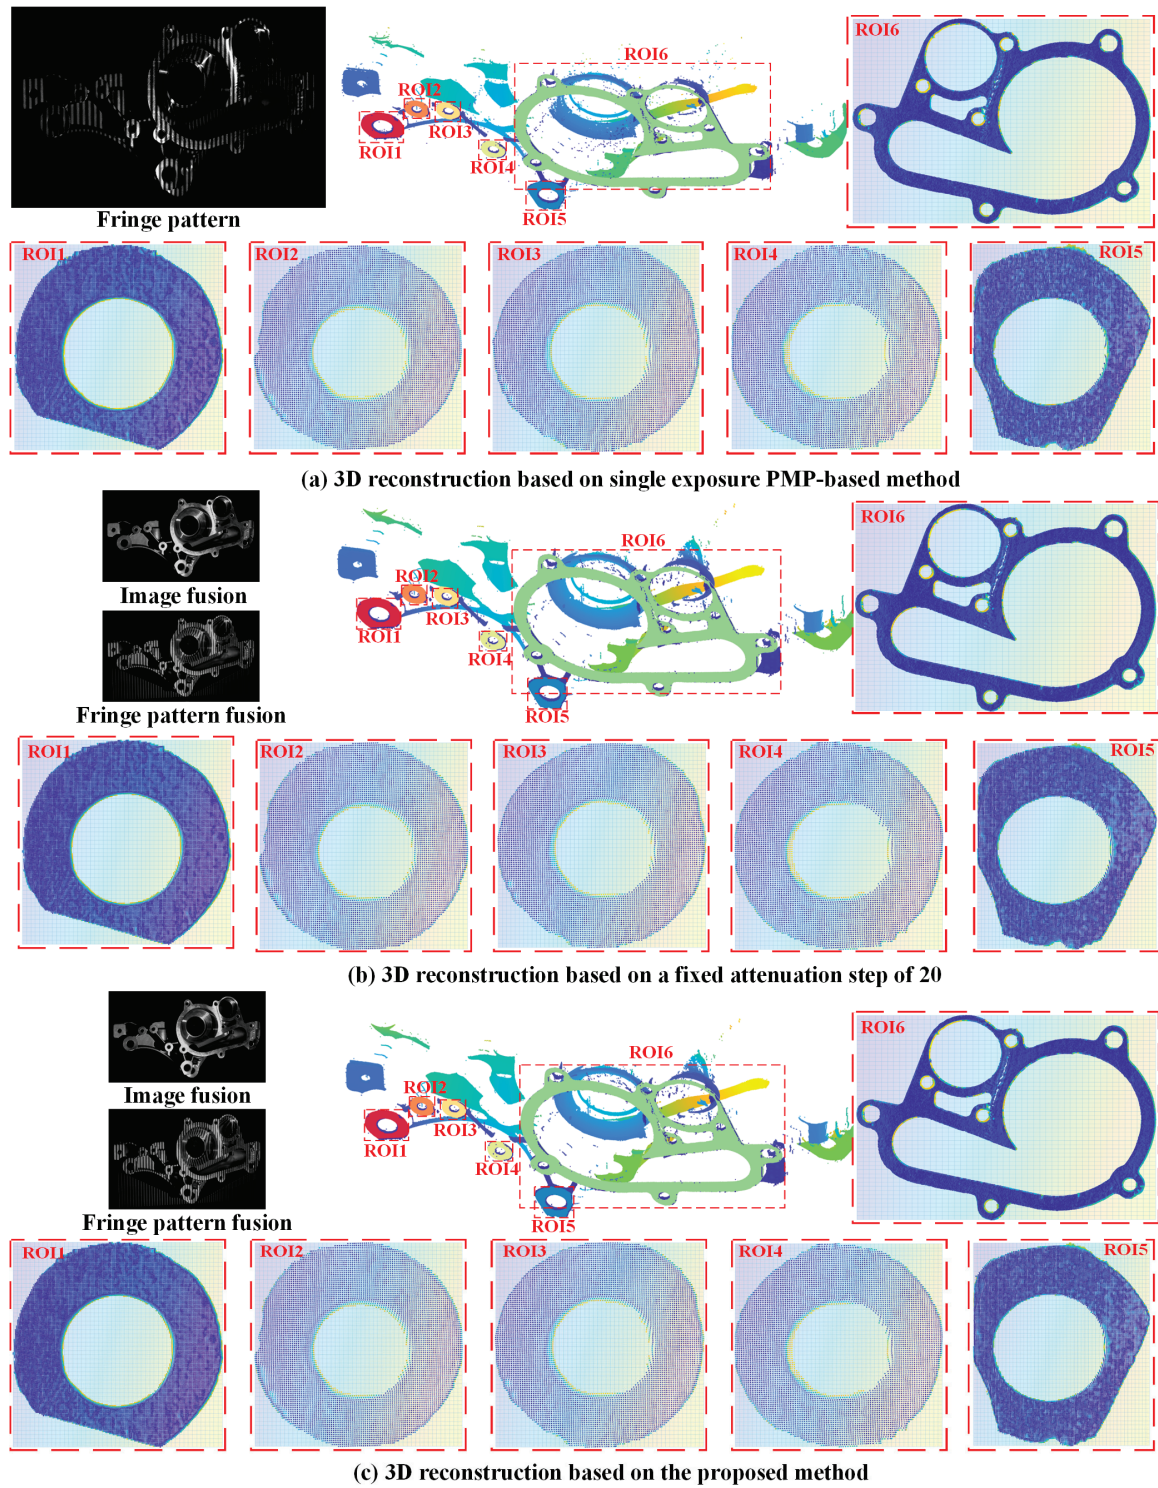 ROI6
ROI6
ROI2
ROI1
ROI3
ROI4
ROI5
Fringe pattern
ROI1
ROI2
ROI3
ROI4
ROI5
(a) 3D reconstruction based on single exposure PMP-based method
ROI6
ROI6
ROI2
ROI1
ROI3
ROI4
ROI5
Image fusion
Fringe pattern fusion
ROI1
ROI2
ROI3
ROI4
ROI5
(b) 3D reconstruction based on a fixed attenuation step of 20
ROI6
ROI6
ROI2
ROI1
ROI3
ROI4
ROI5
Image fusion
Fringe pattern fusion
ROI1
ROI2
ROI3
ROI4
ROI5
(c) 3D reconstruction based on the proposed method